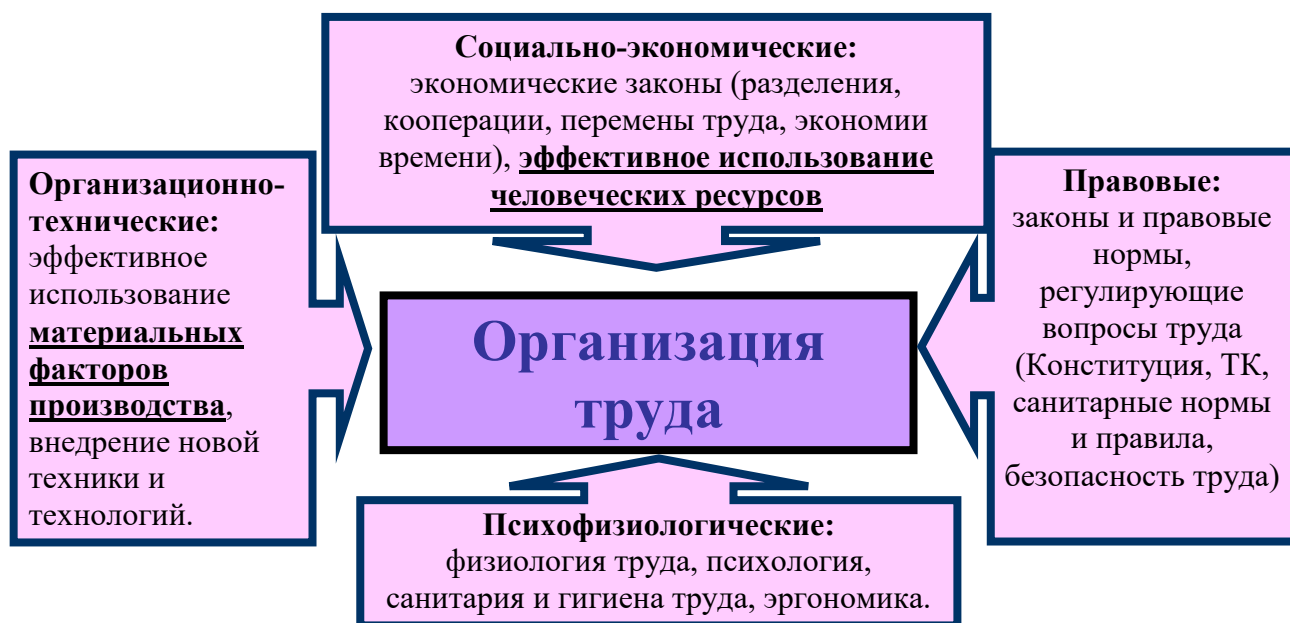 Социально-экономические:
экономические законы (разделения,
кооперации, перемены труда, экономии
времени), эффективное использование
человеческих ресурсов
Организационно-
технические:
эффективное
использование
материальных
факторов
производства,
внедрение новой
техники и
технологий.
Организация
труда
Правовые:
законы и правовые
нормы,
регулирующие
вопросы труда
(Конституция, ТК,
санитарные нормы
и правила,
безопасность труда)
Психофизиологические:
физиология труда, психология,
санитария и гигиена труда, эргономика.